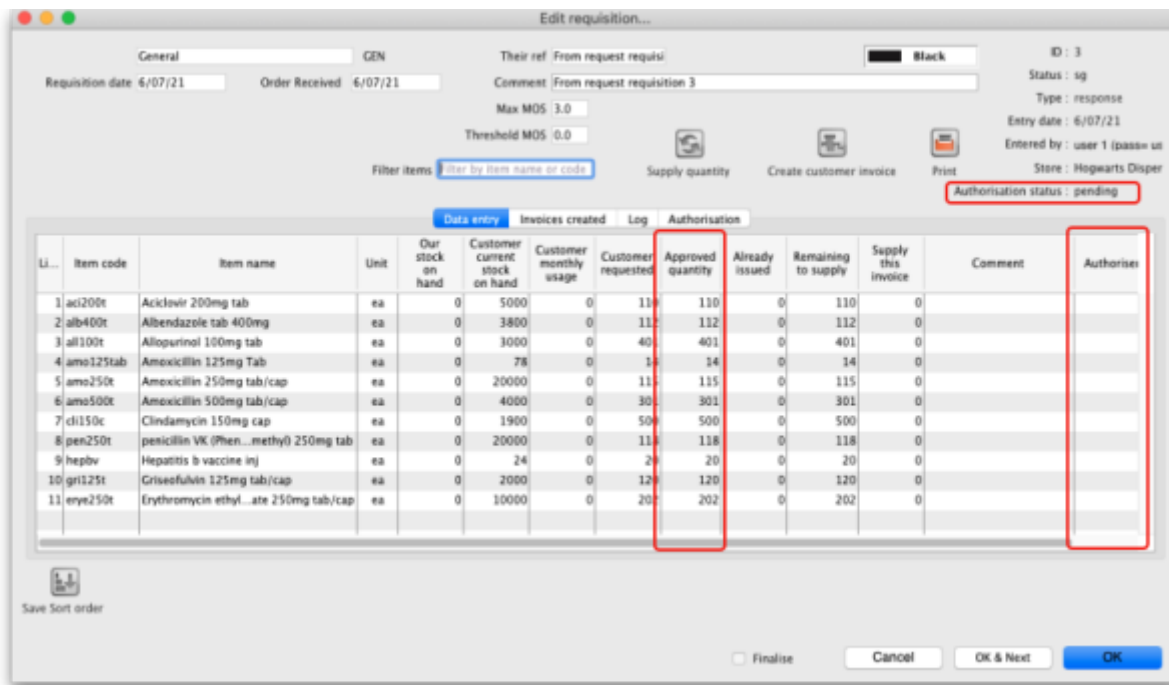 Edit requisition...
General GEN Their ref From request requisi Black ID : 3
Requisition date 6/07/21 Order Received 6/07/21 Comment From request requisition 3 Status : sg
Max MOS 3.0 Type : response
Threshold MOS 0.0 Entry date : 6/07/21
Entered by : user 1 (pass= us
Filter items Filter by item name or code Supply quantity Create customer invoice Print Store : Hogwarts Disper
Authorisation status : pending
Data entry Invoices created Log Authorisation
Li... Item code Item name Unit Our stock on hand Customer current stock on hand Customer monthly usage Customer requested Approved quantity Already issued Remaining to supply Supply this invoice Comment Authorise
1 aci200t Aciclovir 200mg tab ea 0 5000 0 110 110 0 110 0
2 alb400t Albendazole tab 400mg ea 0 3800 0 112 112 0 112 0
3 all100t Allopurinol 100mg tab ea 0 3000 0 401 401 0 401 0
4 amo125tab Amoxicillin 125mg Tab ea 0 78 0 14 14 0 14 0
5 amo250t Amoxicillin 250mg tab/cap ea 0 20000 0 115 115 0 115 0
6 amo500t Amoxicillin 500mg tab/cap ea 0 4000 0 301 301 0 301 0
7 cli150c Clindamycin 150mg cap ea 0 1900 0 500 500 0 500 0
8 pen250t penicillin VK (Phen...methyl) 250mg tab ea 0 20000 0 118 118 0 118 0
9 hepbv Hepatitis b vaccine inj ea 0 24 0 20 20 0 20 0
10 gri125t Griseofulvin 125mg tab/cap ea 0 2000 0 120 120 0 120 0
11 erye250t Erythromycin ethyl...ate 250mg tab/cap ea 0 10000 0 202 202 0 202 0
Save Sort order
Finalise Cancel OK & Next OK